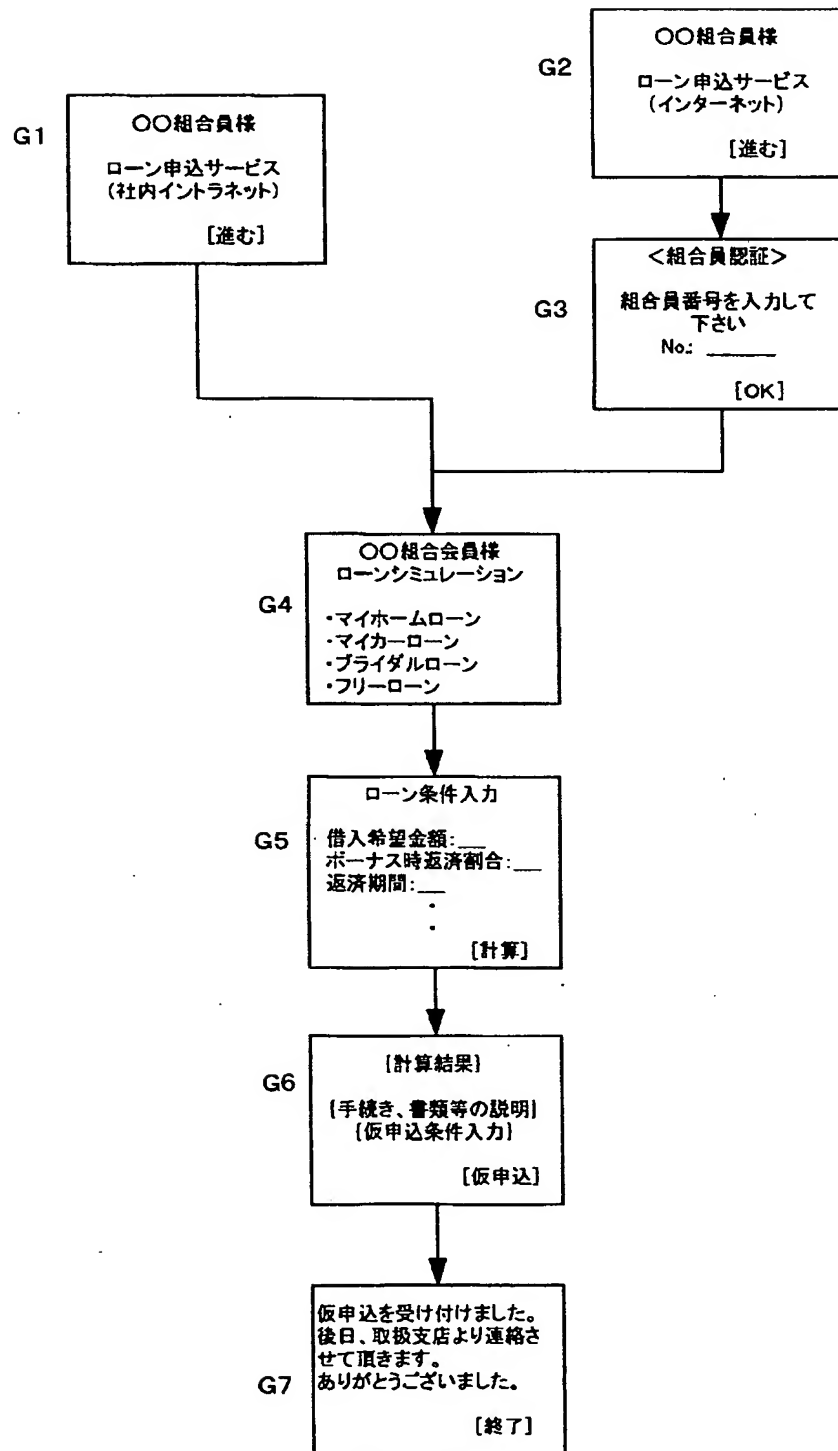 G1
〇〇組合員様
ローン申込サービス
(社内イントラネット)
[進む]
G2
〇〇組合員様
ローン申込サービス
(インターネット)
[進む]
G3
<組合員認証>
組合員番号を入力して
下さい
No.: ______
[OK]
G4
〇〇組合会員様
ローンシミュレーション
・マイホームローン
・マイカーローン
・ブライダルローン
・フリーローン
G5
ローン条件入力
借入希望金額:__
ボーナス時返済割合:__
返済期間:__
・
・
[計算]
G6
{計算結果}
{手続き、書類等の説明}
{仮申込条件入力}
[仮申込]
G7
仮申込を受け付けました。
後日、取扱支店より連絡さ
せて頂きます。
ありがとうございました。
[終了]